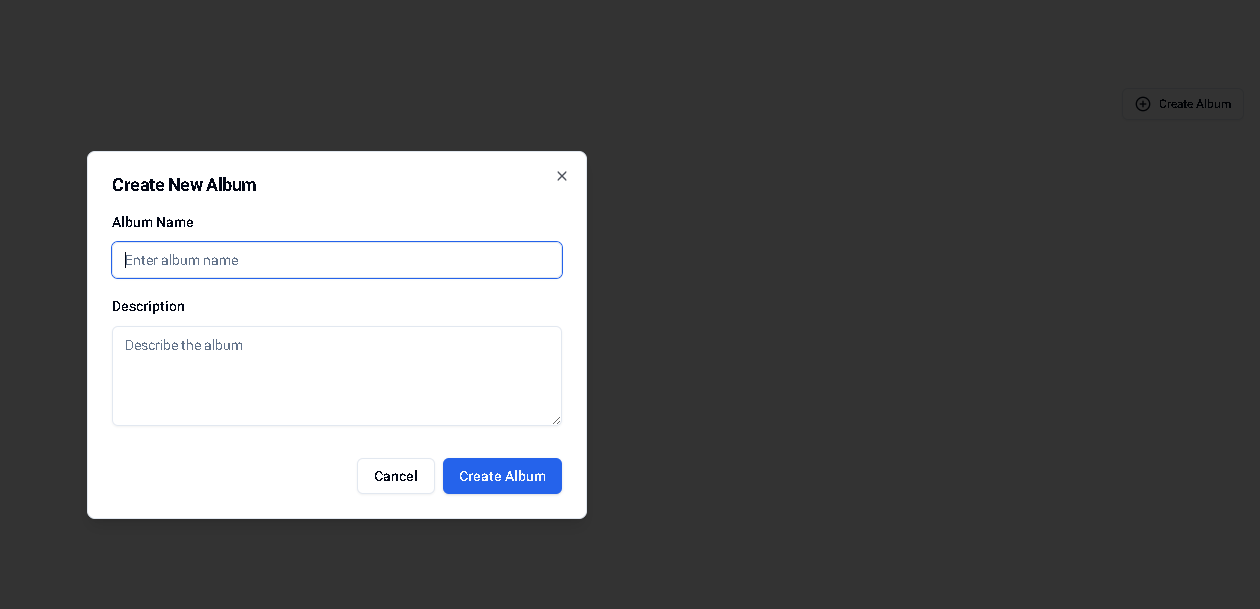 Create Album
Create New Album
Album Name
Enter album name
Description
Describe the album
Cancel
Create Album